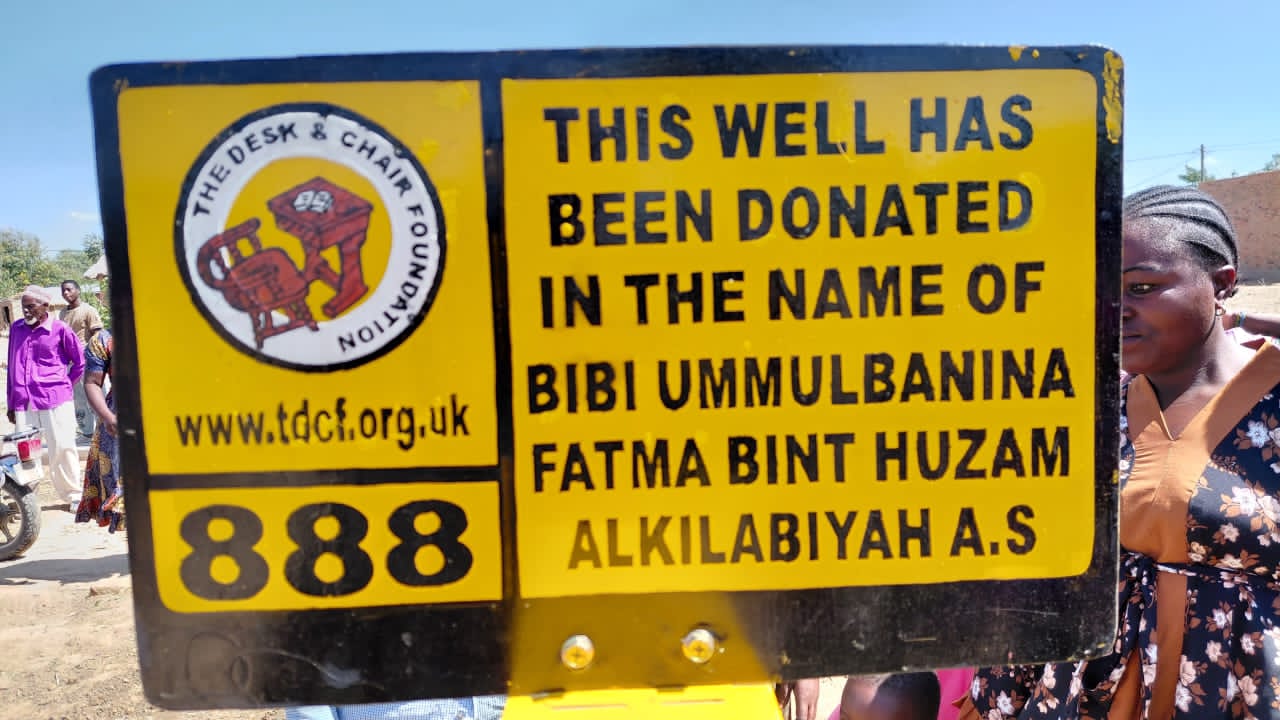 THE DESK & CHAIR FOUNDATION
www.tdcf.org.uk
888
THIS WELL HAS
BEEN DONATED
IN THE NAME OF
BIBI UMMULBANINA
FATMA BINT HUZAM
ALKILABIYAH A.S